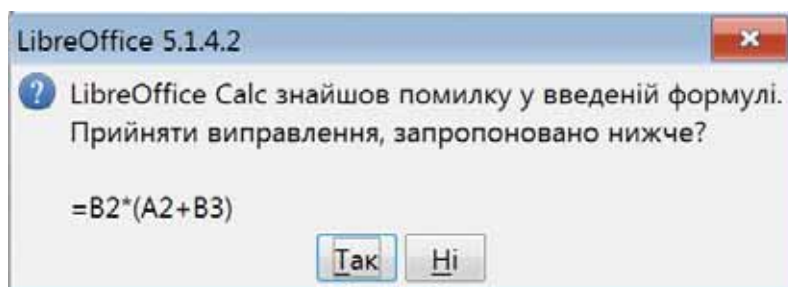 LibreOffice 5.1.4.2
LibreOffice Calc знайшов помилку у введеній формулі.
Прийняти виправлення, запропоновано нижче?
=B2*(A2+B3)
Так Ні